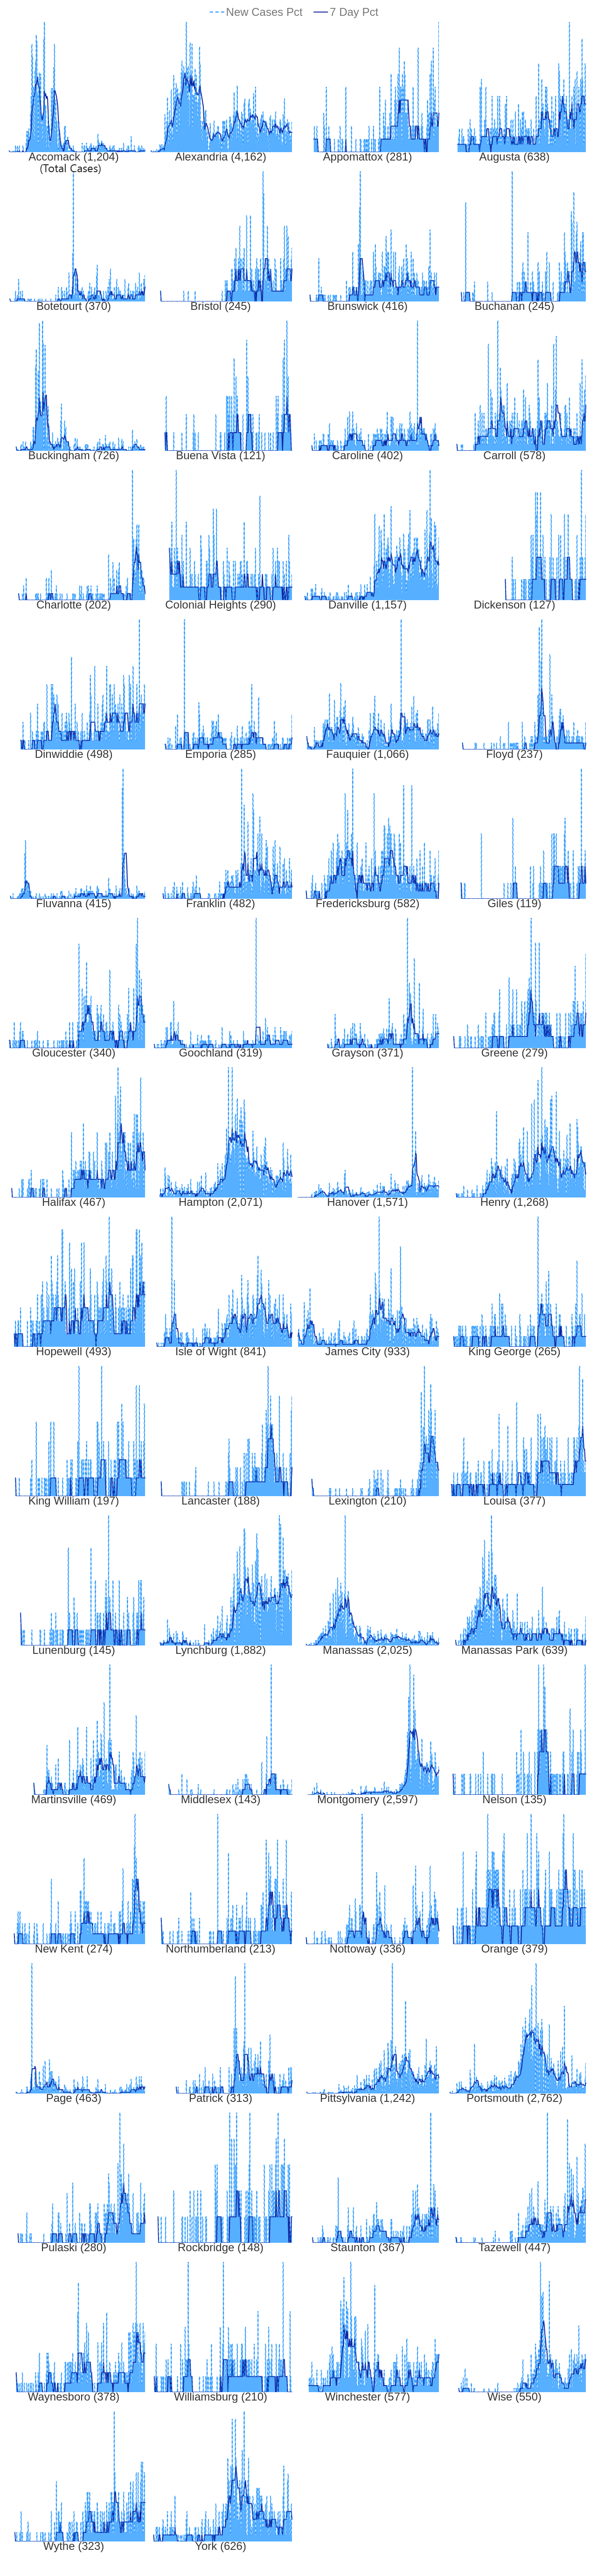 New Cases Pct 7 Day Pct
Accomack (1,204) Alexandria (4,162) Appomattox (281) Augusta (638)
(Total Cases)
Botetourt (370) Bristol (245) Brunswick (416) Buchanan (245)
Buckingham (726) Buena Vista (121) Caroline (402) Carroll (578)
Charlotte (202) Colonial Heights (290) Danville (1,157) Dickenson (127)
Dinwiddie (498) Emporia (285) Fauquier (1,066) Floyd (237)
Fluvanna (415) Franklin (482) Fredericksburg (582) Giles (119)
Gloucester (340) Goochland (319) Grayson (371) Greene (279)
Halifax (467) Hampton (2,071) Hanover (1,571) Henry (1,268)
Hopewell (493) Isle of Wight (841) James City (933) King George (265)
King William (197) Lancaster (188) Lexington (210) Louisa (377)
Lunenburg (145) Lynchburg (1,882) Manassas (2,025) Manassas Park (639)
Martinsville (469) Middlesex (143) Montgomery (2,597) Nelson (135)
New Kent (274) Northumberland (213) Nottoway (336) Orange (379)
Page (463) Patrick (313) Pittsylvania (1,242) Portsmouth (2,762)
Pulaski (280) Rockbridge (148) Staunton (367) Tazewell (447)
Waynesboro (378) Williamsburg (210) Winchester (577) Wise (550)
Wythe (323) York (626)